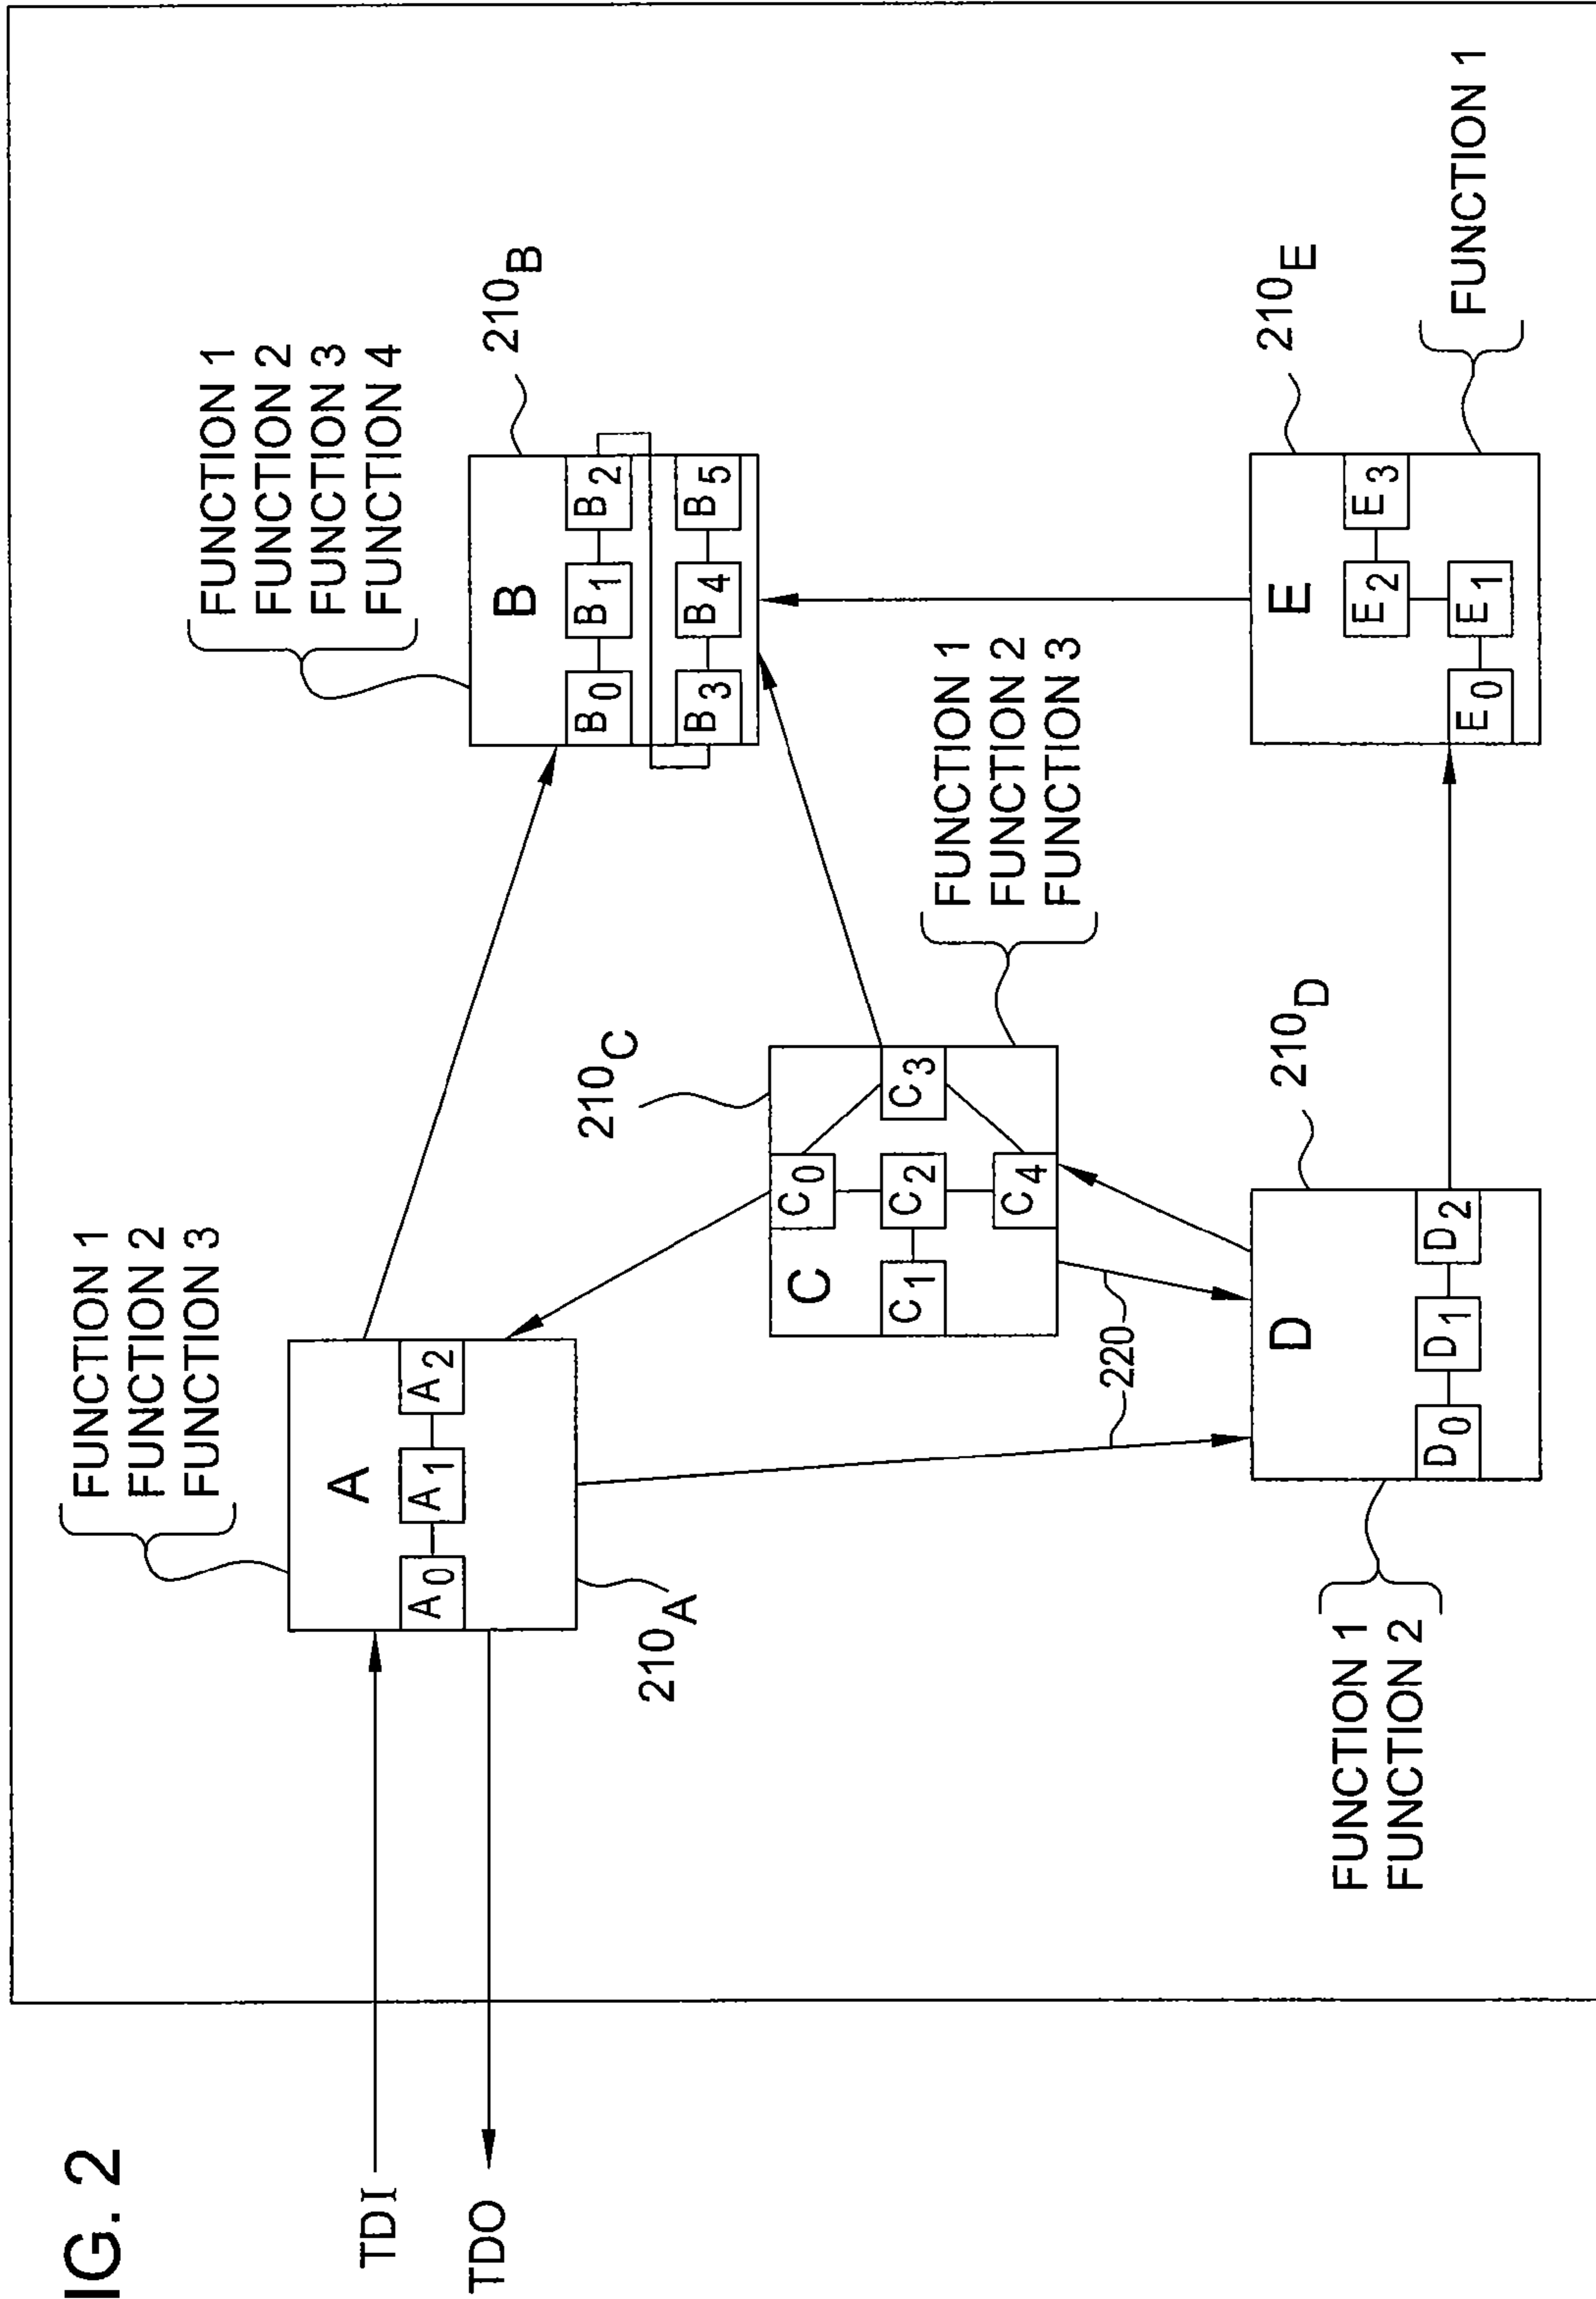 IG. 2
TDI
TDO
FUNCTION 1
FUNCTION 2
FUNCTION 3
A
A0
A1
A2
210A
FUNCTION 1
FUNCTION 2
FUNCTION 3
FUNCTION 4
B
B0
B1
B2
B3
B4
B5
210B
210C
C
C0
C1
C2
C3
C4
FUNCTION 1
FUNCTION 2
FUNCTION 3
220
FUNCTION 1
FUNCTION 2
D
D0
D1
D2
210D
E
E0
E1
E2
E3
210E
FUNCTION 1